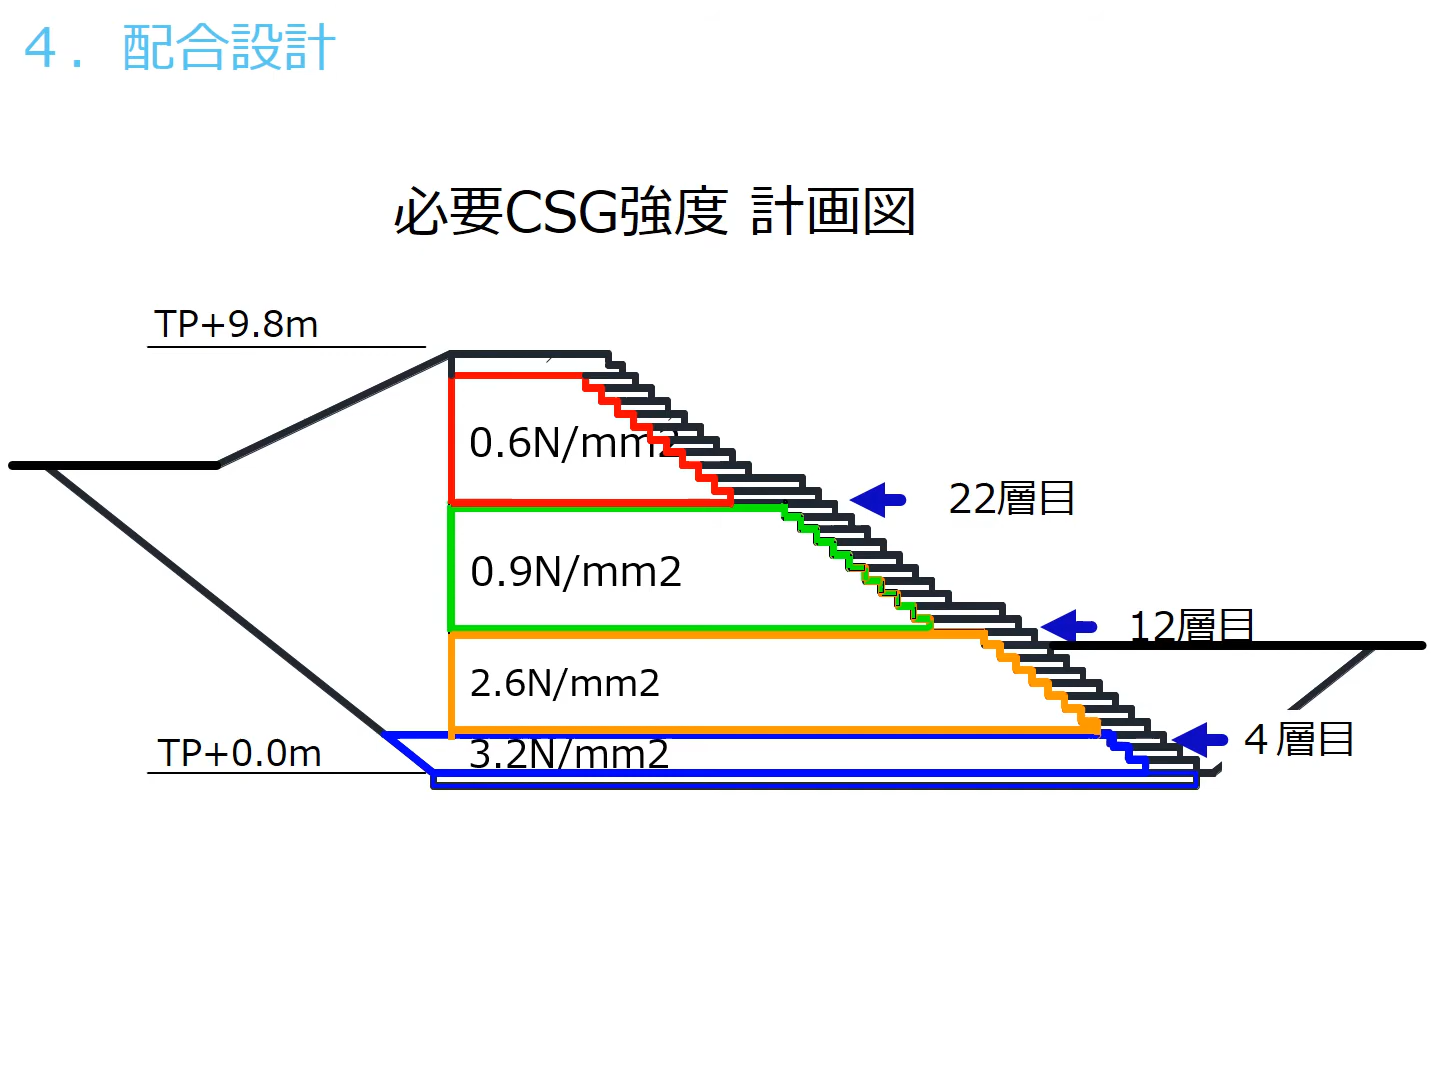 ４．配合設計
必要CSG強度 計画図
TP+9.8m
0.6N/mm2
22層目
0.9N/mm2
12層目
2.6N/mm2
TP+0.0m
3.2N/mm2
４層目